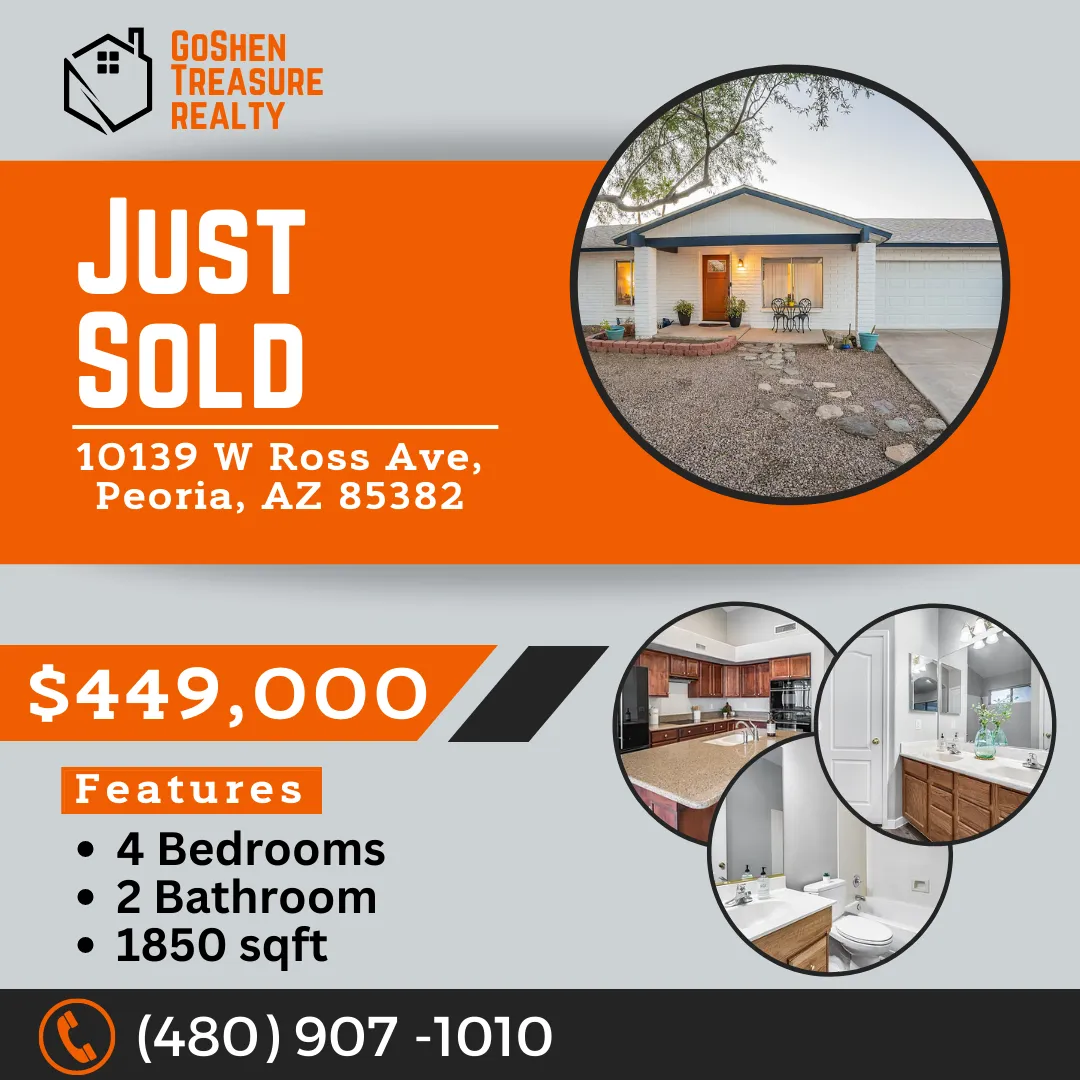 GoShen
Treasure
Realty
Just
Sold
10139 W Ross Ave,
Peoria, AZ 85382
$449,000
Features
• 4 Bedrooms
• 2 Bathroom
• 1850 sqft
(480) 907 -1010